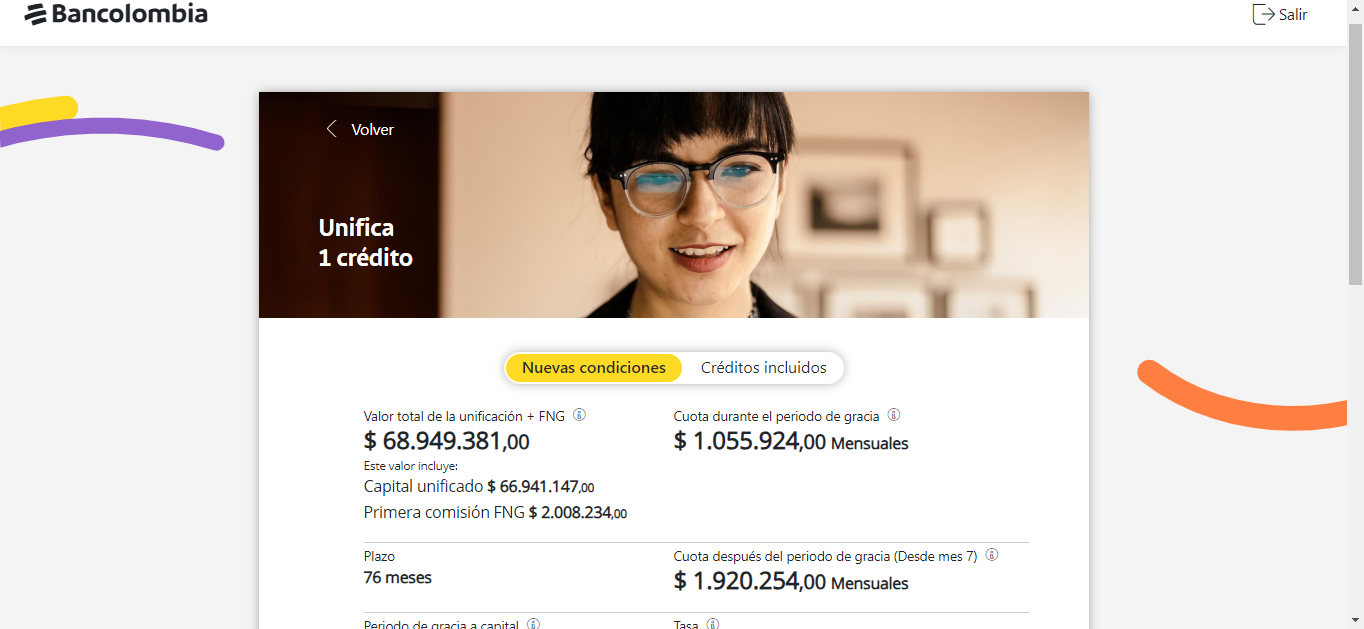 Bancolombia
Salir
Volver
Unifica
1 crédito
Nuevas condiciones
Créditos incluidos
Valor total de la unificación + FNG
$ 68.949.381,00
Este valor incluye:
Capital unificado $ 66.941.147,00
Primera comisión FNG $ 2.008.234,00
Cuota durante el periodo de gracia
$ 1.055.924,00 Mensuales
Plazo
76 meses
Cuota después del periodo de gracia (Desde mes 7)
$ 1.920.254,00 Mensuales
Periodo de gracia a capital
Tasa